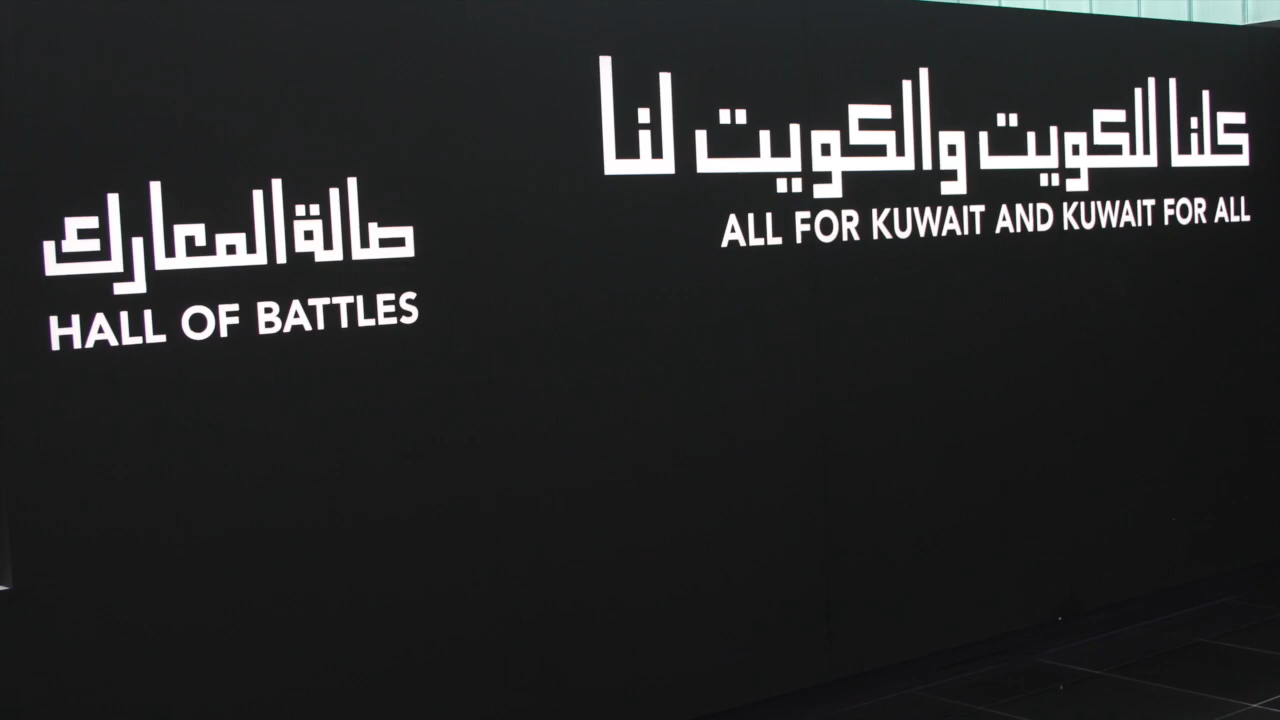 كلنا للكويت والكويت لنا
ALL FOR KUWAIT AND KUWAIT FOR ALL
صالة المعارك
HALL OF BATTLES